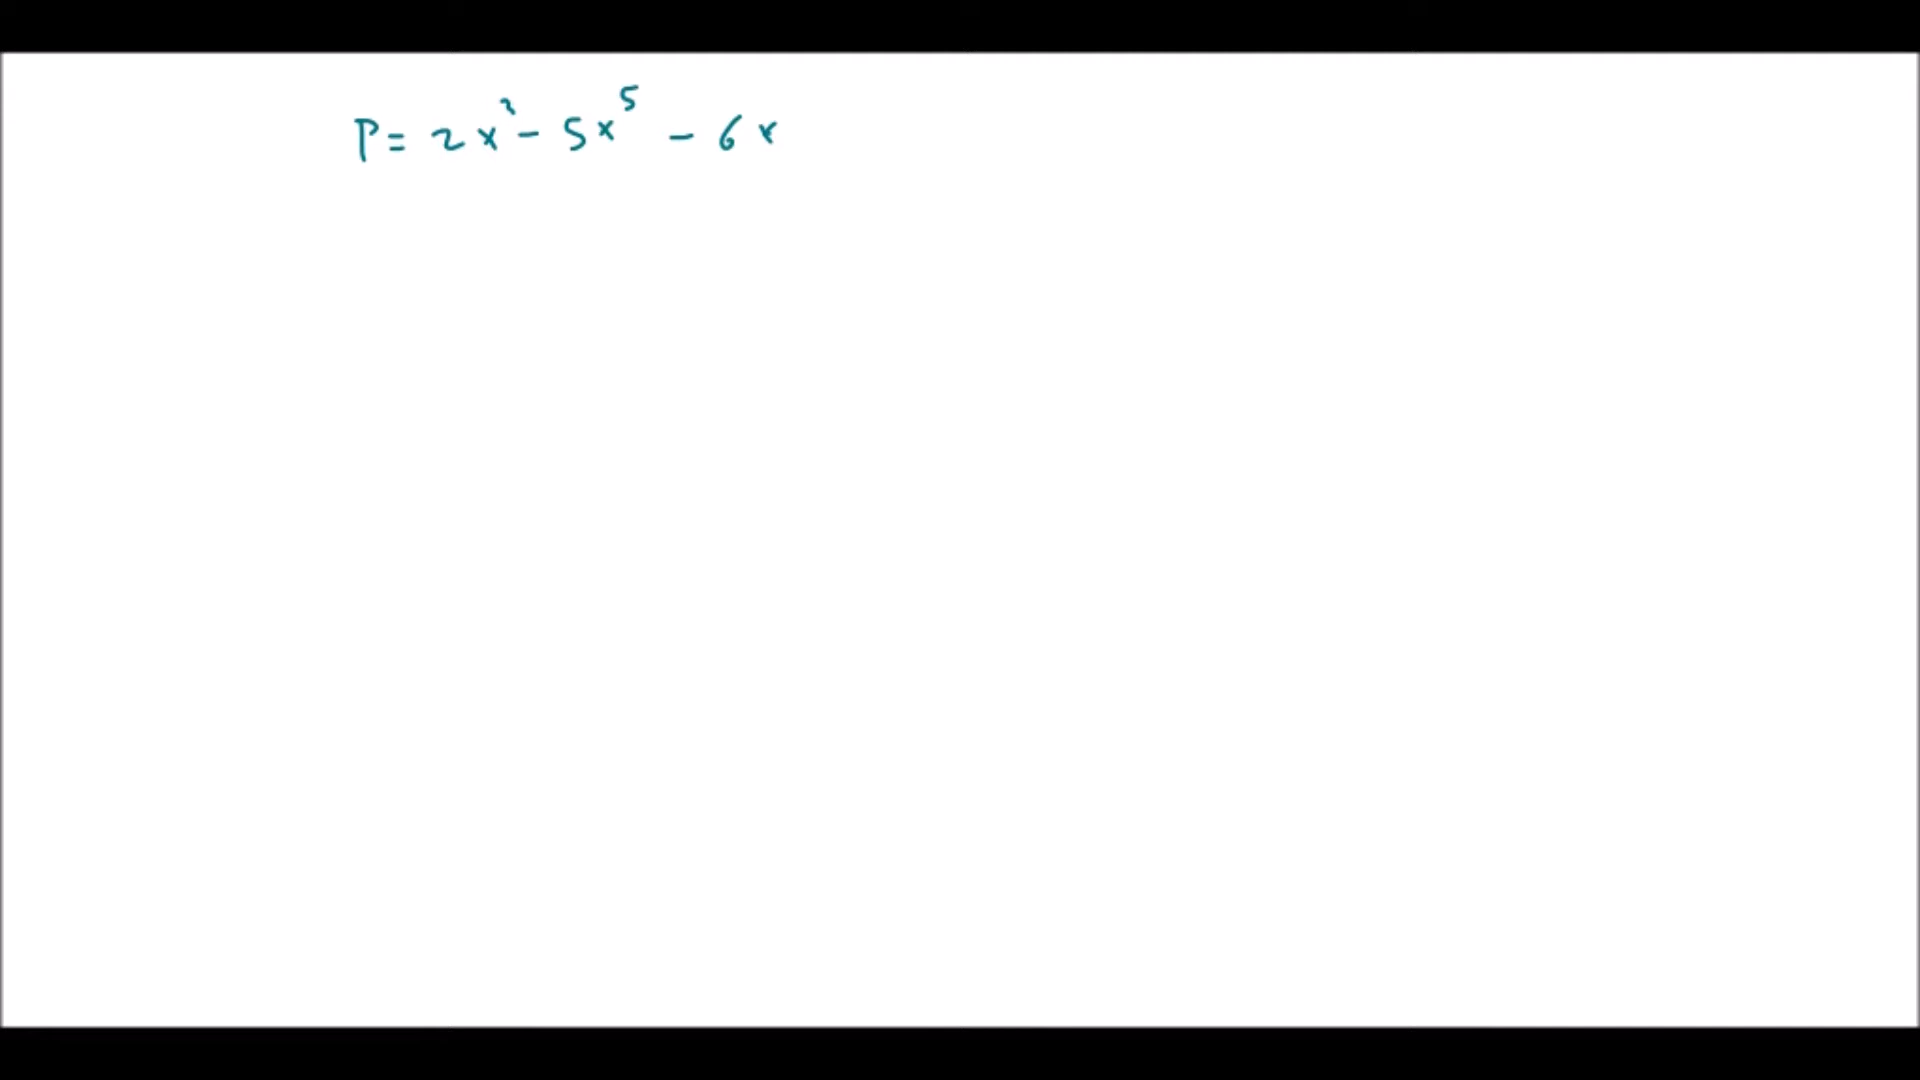 P = 2x² - 5x⁵ - 6x